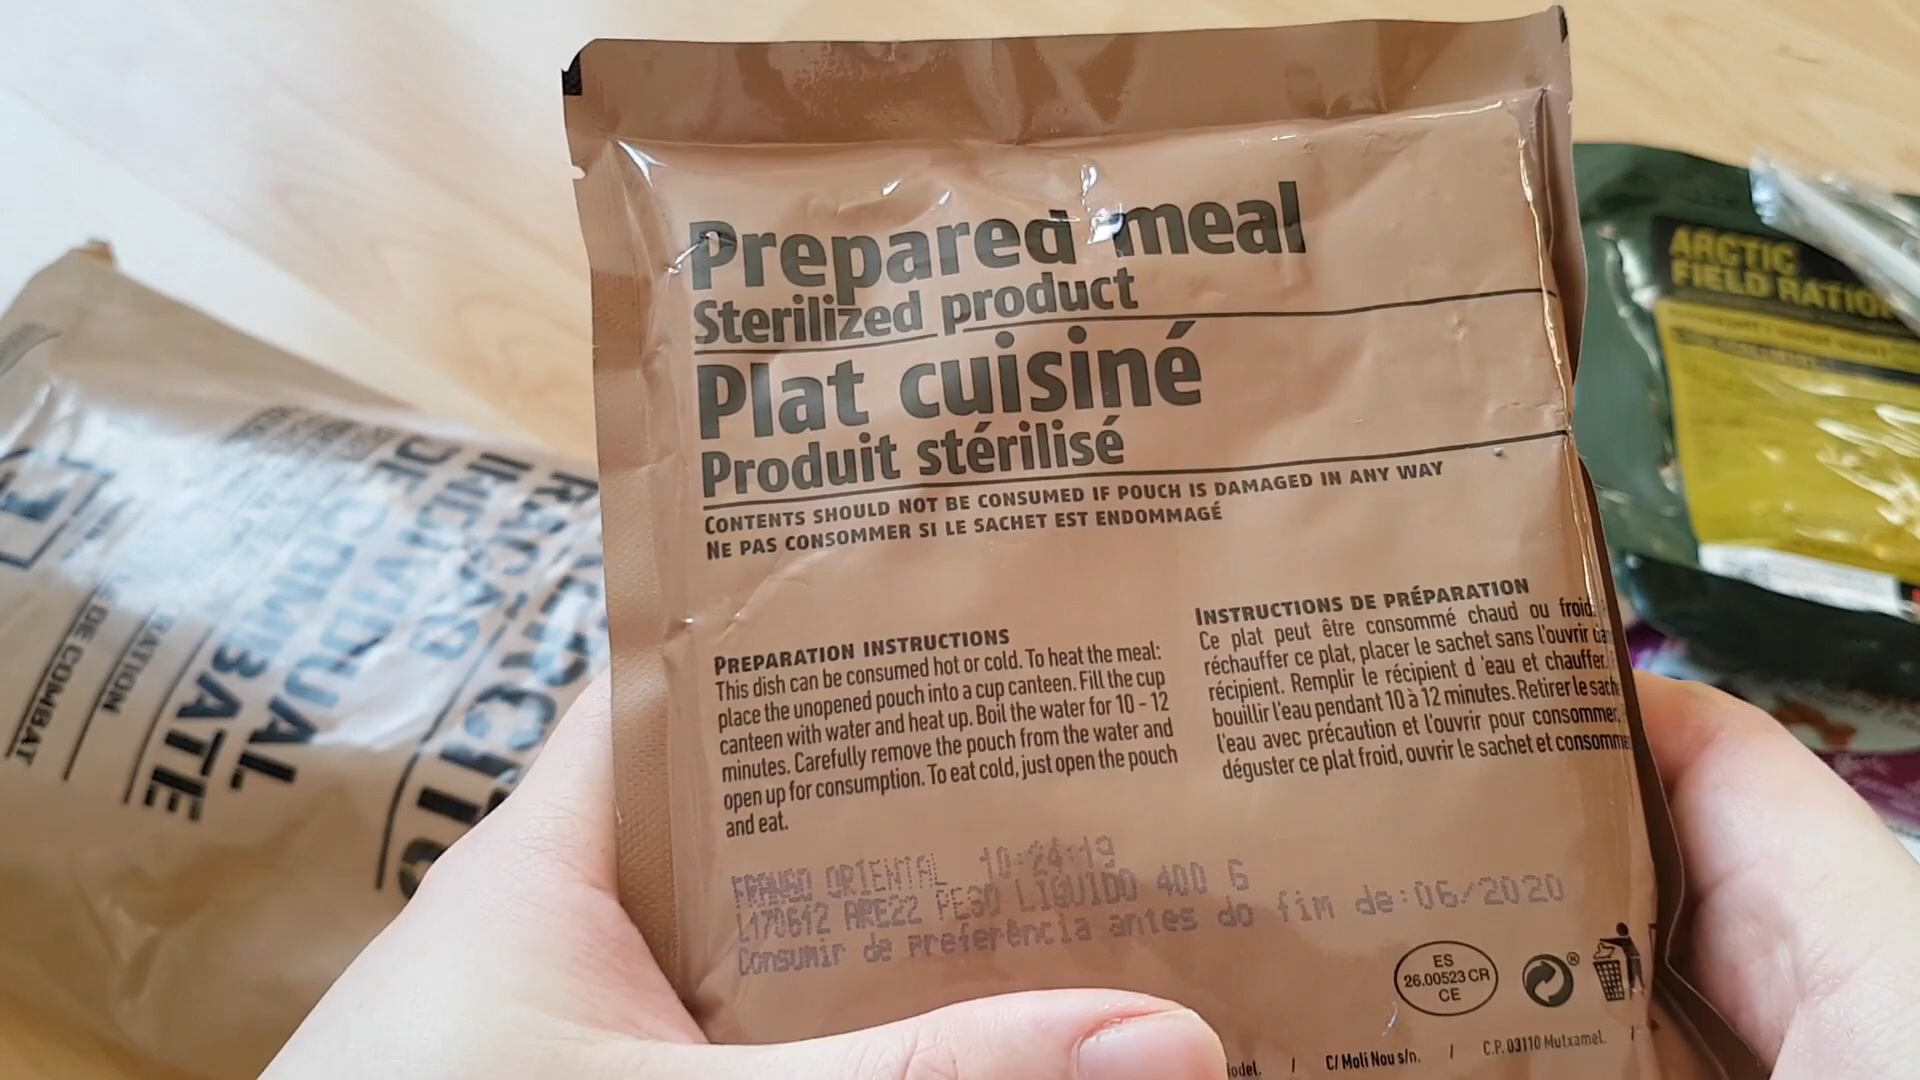 Prepared meal
Sterilized product
Plat cuisiné
Produit stérilisé
CONTENTS SHOULD NOT BE CONSUMED IF POUCH IS DAMAGED IN ANY WAY
NE PAS CONSOMMER SI LE SACHET EST ENDOMMAGÉ
PREPARATION INSTRUCTIONS
This dish can be consumed hot or cold. To heat the meal:
place the unopened pouch into a cup canteen. Fill the cup
canteen with water and heat up. Boil the water for 10 - 12
minutes. Carefully remove the pouch from the water and
open up for consumption. To eat cold, just open the pouch
and eat.
INSTRUCTIONS DE PRÉPARATION
Ce plat peut être consommé chaud ou froid.
réchauffer ce plat, placer le sachet sans l'ouvrir
récipient. Remplir le récipient d 'eau et chauffer.
bouillir l'eau pendant 10 à 12 minutes. Retirer le
l'eau avec précaution et l'ouvrir pour consommer.
déguster ce plat froid, ouvrir le sachet et
FRANGO ORIENTAL 10:24:19
L170612 ARE22 PESO LIQUIDO 400 G
Consumir de preferência antes do fim de:06/2020
ES
26.00523 CR
CE
C/ Moli Nou s/n. / C.P. 03110 Mutxamel. /
EXÉRCITO
RAÇÃO
INDIVIDUAL
DE COMBATE
RATION
DE COMBAT
ARCTIC
FIELD RATION